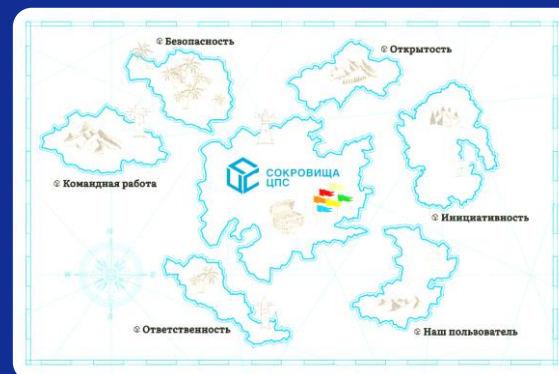 Безопасность
Открытость
Командная работа
СОКРОВИЩА
ЦПС
Инициативность
Ответственность
Наш пользователь